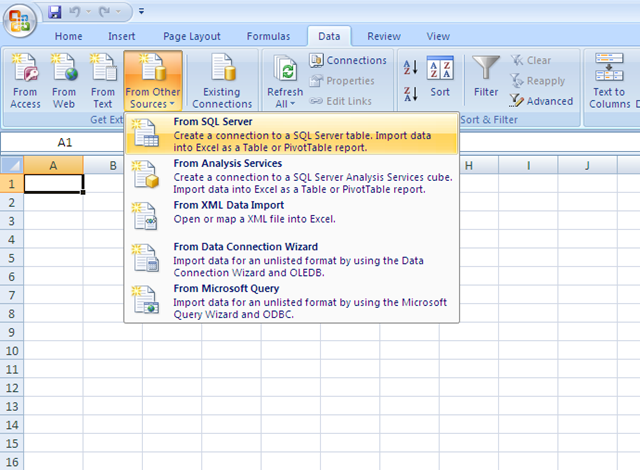 Home Insert Page Layout Formulas Data Review View
From Access
From Web
From Text
From Other Sources
Existing Connections
Refresh All
Connections
Properties
Edit Links
A Z
Z A
A Z Z A
Sort
Filter
Clear
Reapply
Advanced
Text to Columns
D
Get Ext
Sort & Filter
From SQL Server
Create a connection to a SQL Server table. Import data
into Excel as a Table or PivotTable report.
From Analysis Services
Create a connection to a SQL Server Analysis Services cube.
Import data into Excel as a Table or PivotTable report.
From XML Data Import
Open or map a XML file into Excel.
From Data Connection Wizard
Import data for an unlisted format by using the Data
Connection Wizard and OLEDB.
From Microsoft Query
Import data for an unlisted format by using the Microsoft
Query Wizard and ODBC.
A1
A B H I J
1
2
3
4
5
6
7
8
9
10
11
12
13
14
15
16